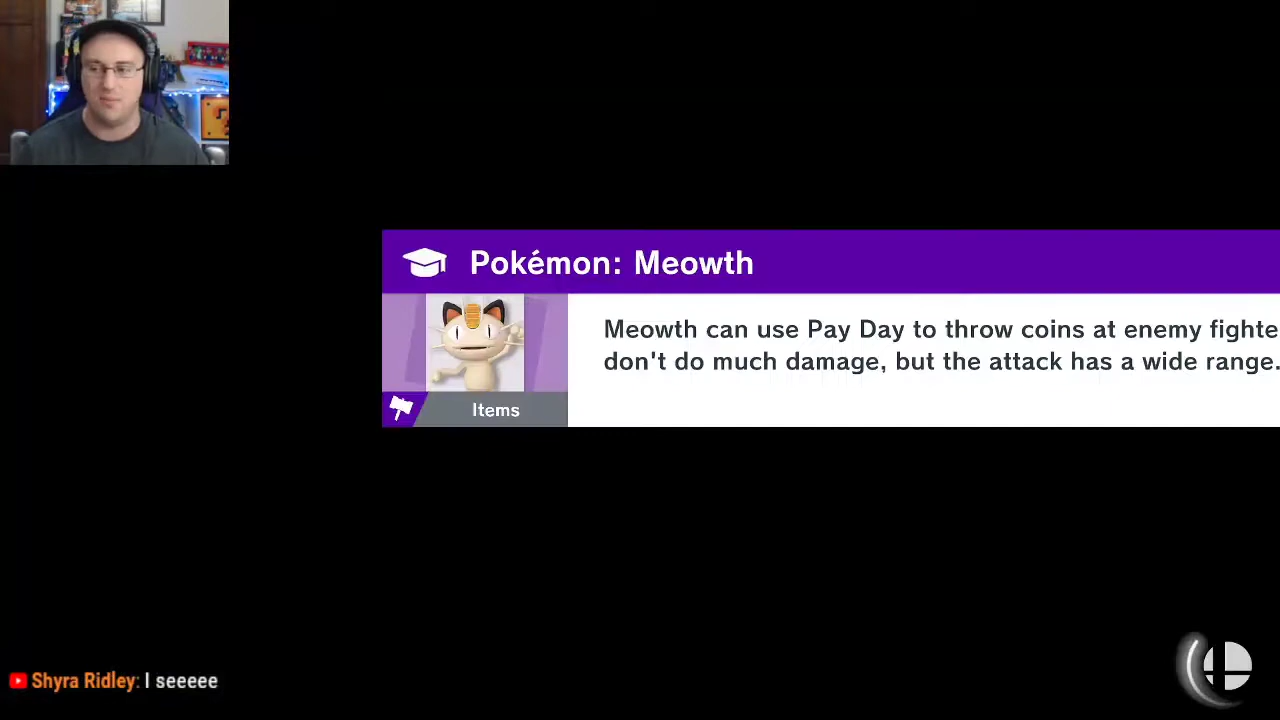 Pokémon: Meowth
Meowth can use Pay Day to throw coins at enemy
don't do much damage, but the attack has a wide range.
Items
Shyra Ridley: I seeeee